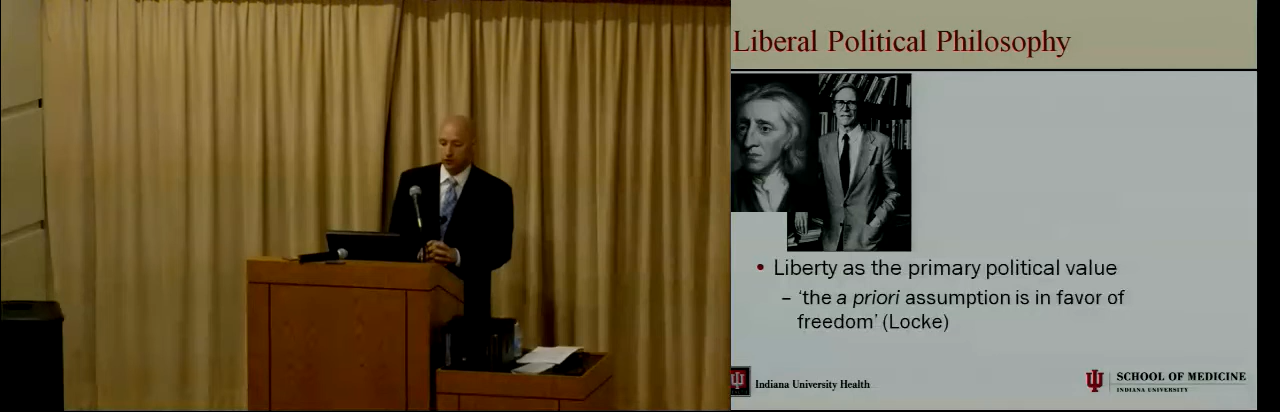 Liberal Political Philosophy
• Liberty as the primary political value
– ‘the a priori assumption is in favor of
freedom’ (Locke)
Indiana University Health
SCHOOL OF MEDICINE
INDIANA UNIVERSITY